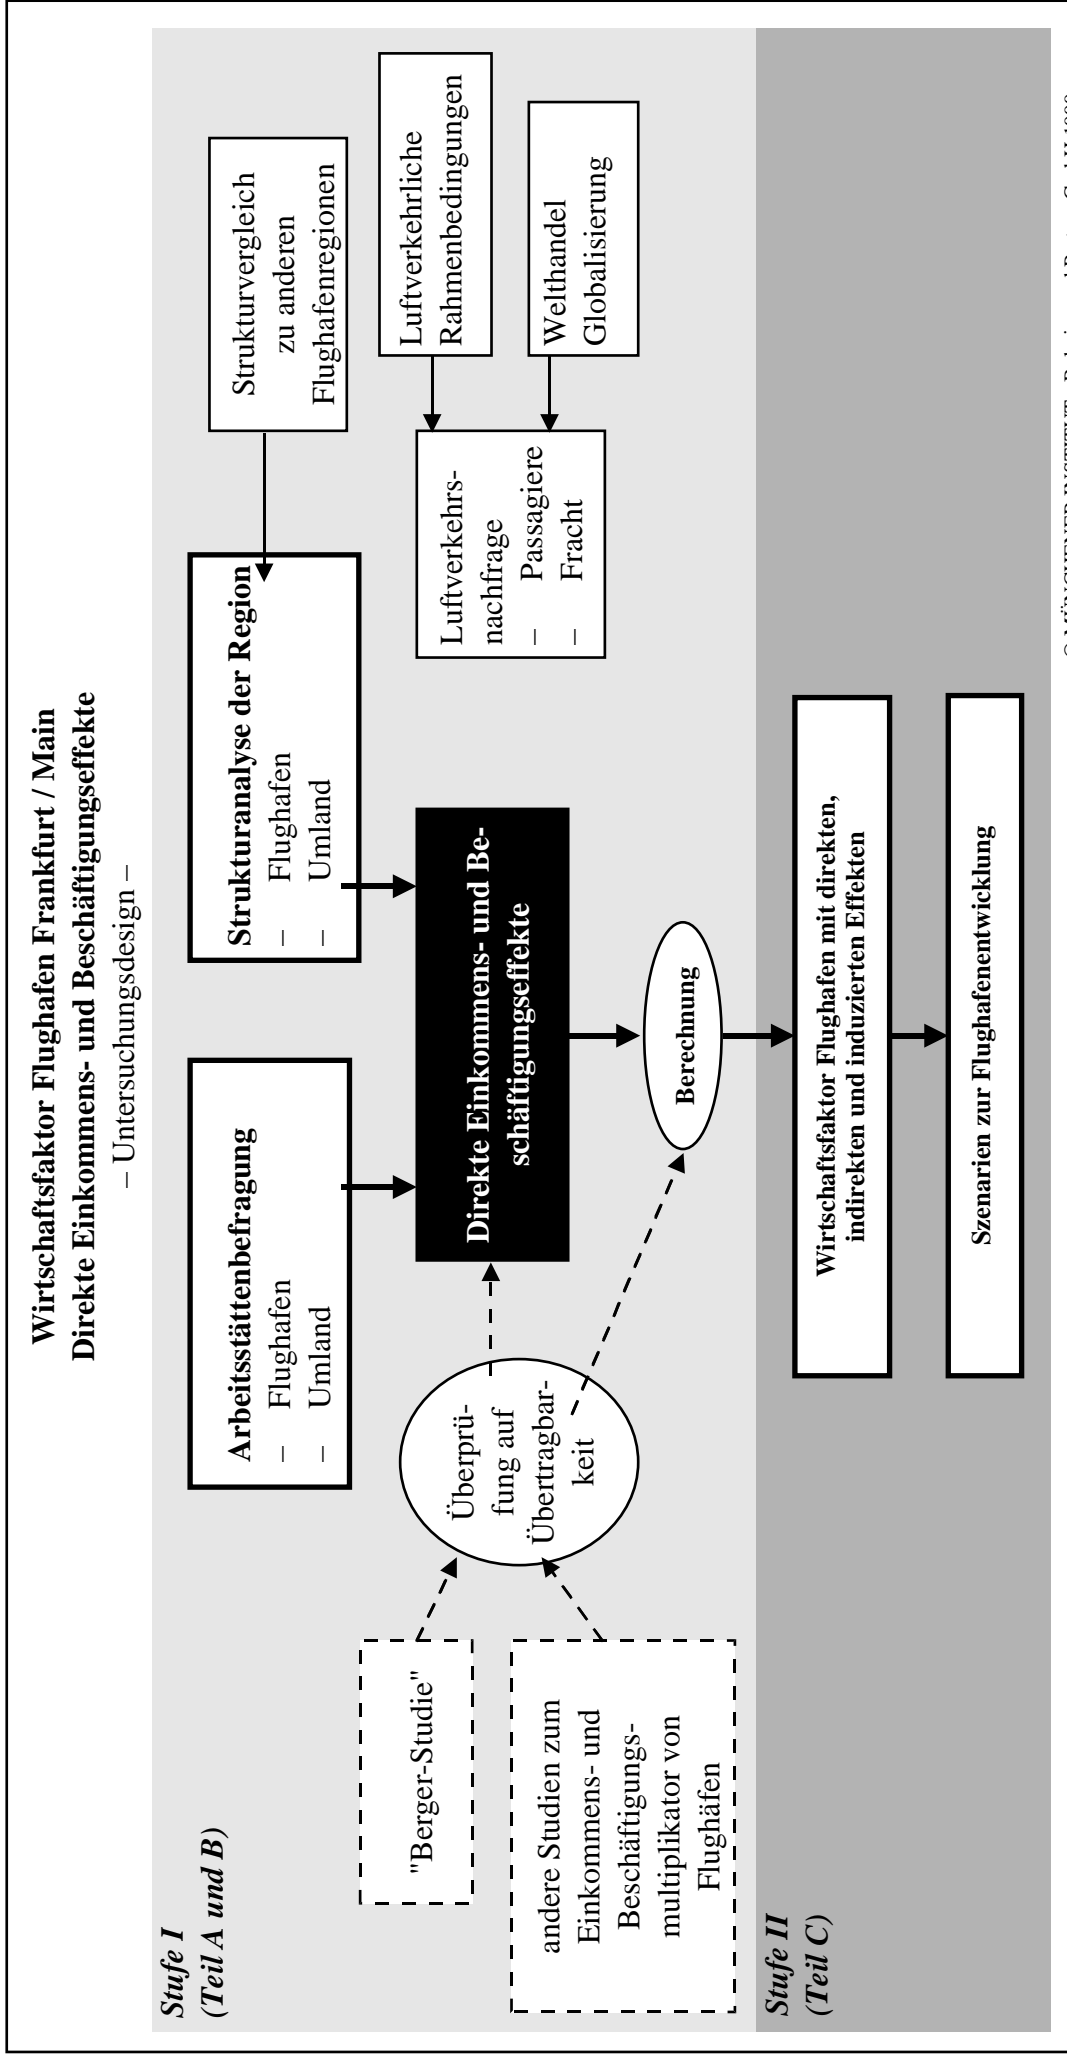 Wirtschaftsfaktor Flughafen Frankfurt / Main
Direkte Einkommens- und Beschäftigungseffekte
– Untersuchungsdesign –
Stufe I
(Teil A und B)
Arbeitsstättenbefragung
– Flughafen
– Umland
Strukturanalyse der Region
– Flughafen
– Umland
Strukturvergleich
zu anderen
Flughafenregionen
"Berger-Studie"
andere Studien zum
Einkommens- und
Beschäftigungs-
multiplikator von
Flughäfen
Überprü-
fung auf
Übertragbar-
keit
Direkte Einkommens- und Be-
schäftigungseffekte
Luftverkehrs-
nachfrage
– Passagiere
– Fracht
Luftverkehrliche
Rahmenbedingungen
Welthandel
Globalisierung
Berechnung
Stufe II
(Teil C)
Wirtschaftsfaktor Flughafen mit direkten,
indirekten und induzierten Effekten
Szenarien zur Flughafenentwicklung